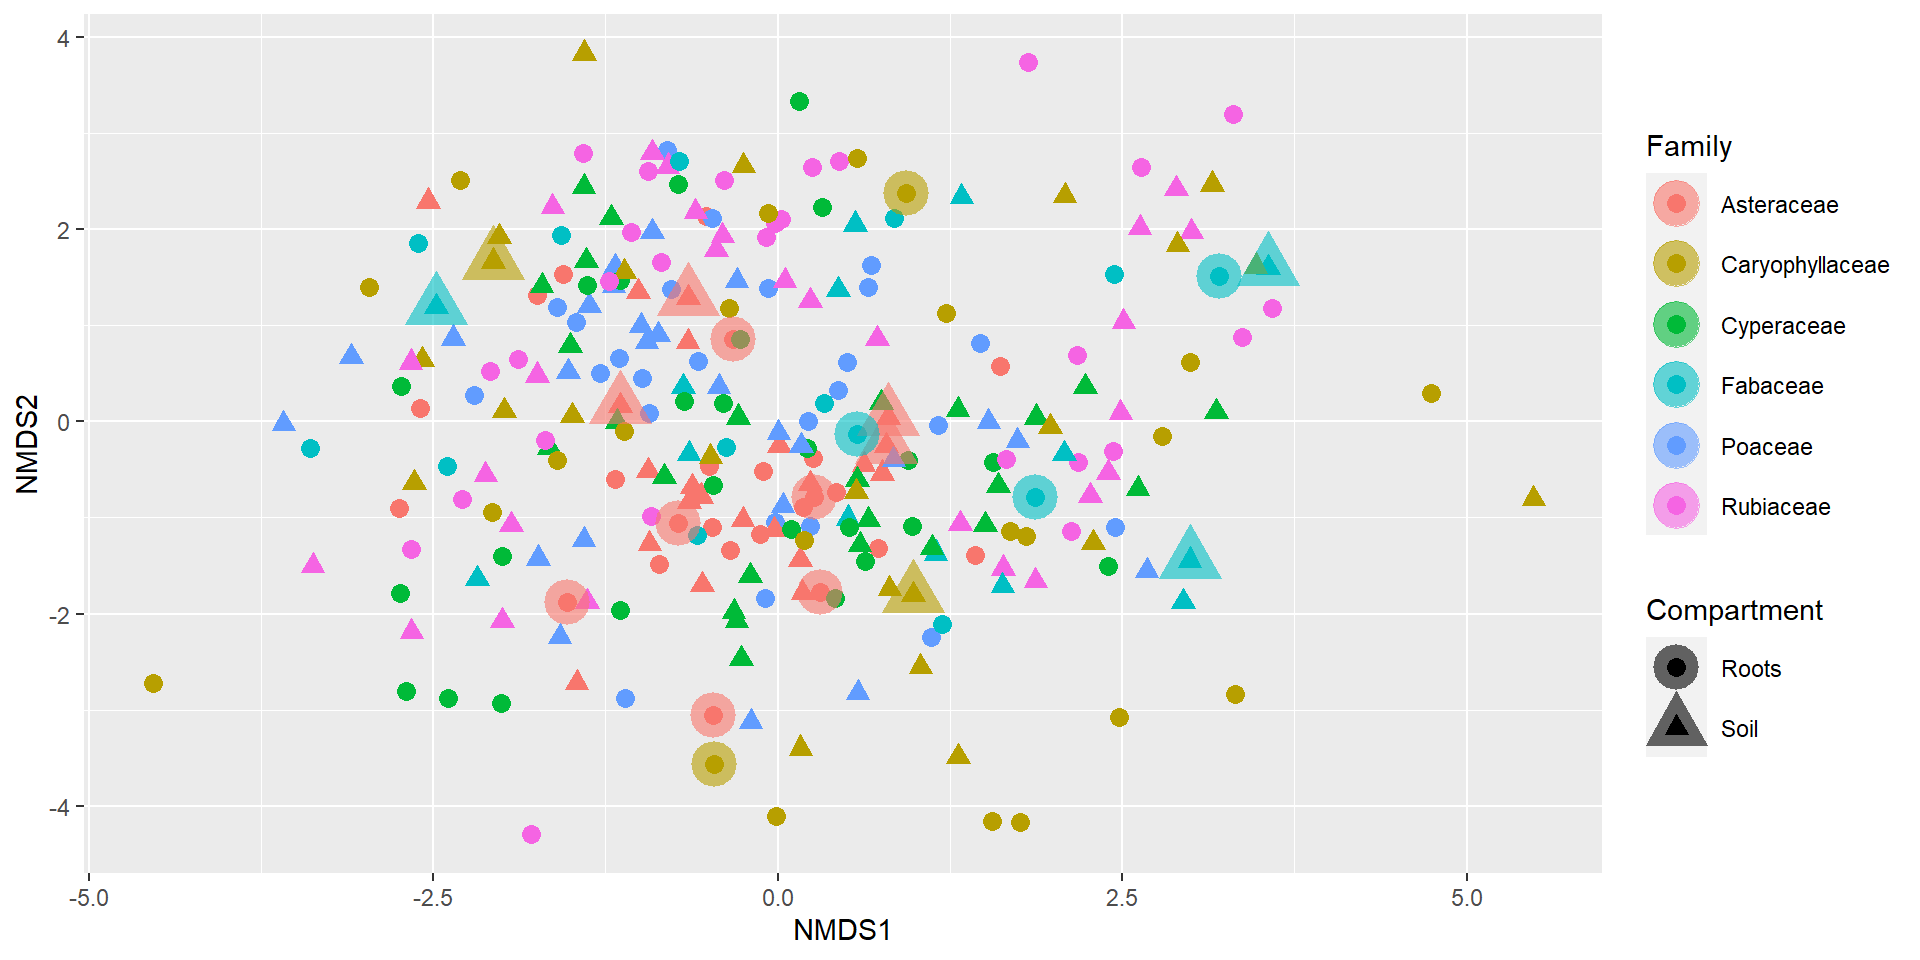 4
2
0
-2
-4
NMDS2
-5.0
-2.5
0.0
2.5
5.0
NMDS1
Family
Asteraceae
Caryophyllaceae
Cyperaceae
Fabaceae
Poaceae
Rubiaceae
Compartment
Roots
Soil